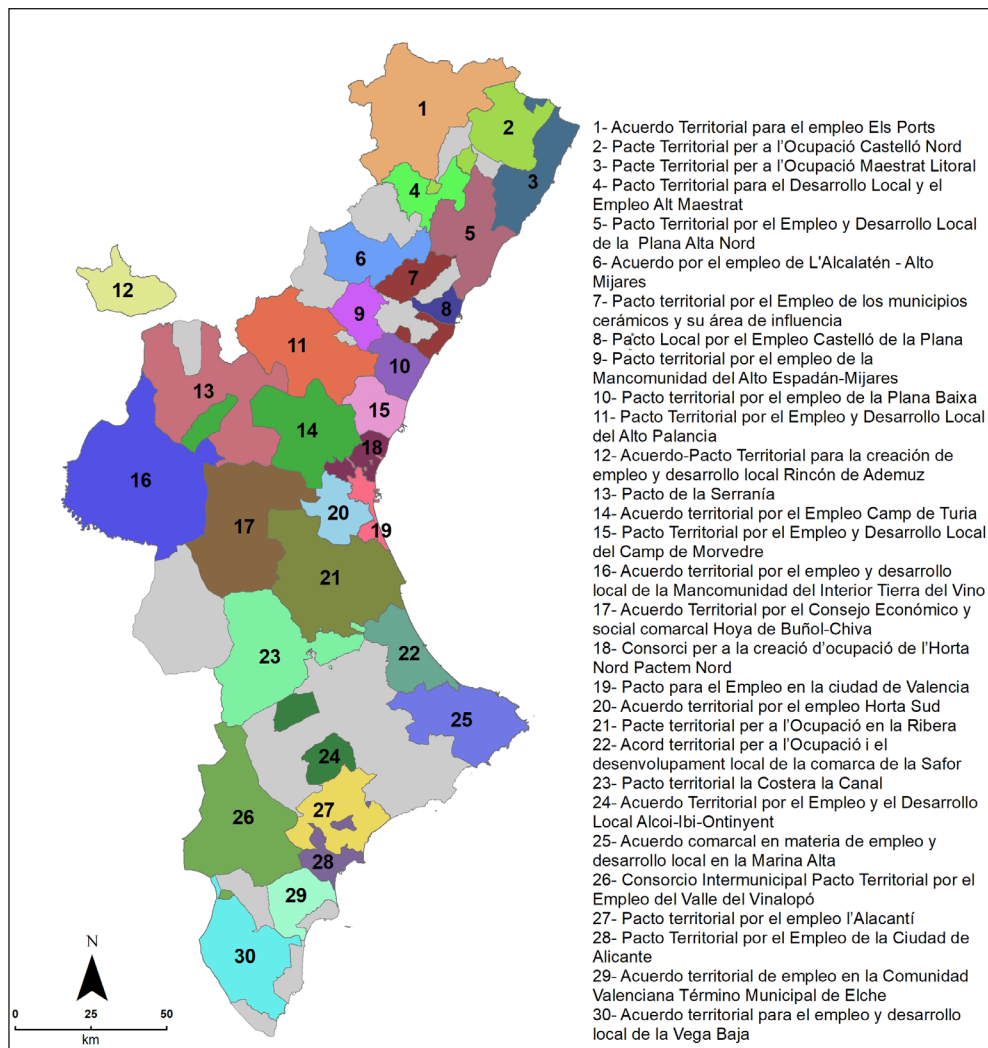 1
2
3
4
5
6
7
8
9
10
11
12
13
14
15
16
17
18
19
20
21
22
23
24
25
26
27
28
29
30
N
0 25 50
km
1- Acuerdo Territorial para el empleo Els Ports
2- Pacte Territorial per a l'Ocupació Castelló Nord
3- Pacte Territorial per a l'Ocupació Maestrat Litoral
4- Pacto Territorial para el Desarrollo Local y el
Empleo Alt Maestrat
5- Pacto Territorial por el Empleo y Desarrollo Local
de la Plana Alta Nord
6- Acuerdo por el empleo de L'Alcalatén - Alto
Mijares
7- Pacto territorial por el Empleo de los municipios
cerámicos y su área de influencia
8- Pacto Local por el Empleo Castelló de la Plana
9- Pacto territorial por el empleo de la
Mancomunidad del Alto Espadán-Mijares
10- Pacto territorial por el empleo de la Plana Baixa
11- Pacto Territorial por el Empleo y Desarrollo Local
del Alto Palancia
12- Acuerdo-Pacto Territorial para la creación de
empleo y desarrollo local Rincón de Ademuz
13- Pacto de la Serranía
14- Acuerdo territorial por el Empleo Camp de Turia
15- Pacto Territorial por el Empleo y Desarrollo Local
del Camp de Morvedre
16- Acuerdo territorial por el empleo y desarrollo
local de la Mancomunidad del Interior Tierra del Vino
17- Acuerdo Territorial por el Consejo Económico y
social comarcal Hoya de Buñol-Chiva
18- Consorci per a la creació d'ocupació de l'Horta
Nord Pactem Nord
19- Pacto para el Empleo en la ciudad de Valencia
20- Acuerdo territorial por el empleo Horta Sud
21- Pacte territorial per a l'Ocupació en la Ribera
22- Acord territorial per a l'Ocupació i el
desenvolupament local de la comarca de la Safor
23- Pacto territorial la Costera la Canal
24- Acuerdo Territorial por el Empleo y el Desarrollo
Local Alcoi-Ibi-Ontinyent
25- Acuerdo comarcal en materia de empleo y
desarrollo local en la Marina Alta
26- Consorcio Intermunicipal Pacto Territorial por el
Empleo del Valle del Vinalopó
27- Pacto territorial por el empleo l'Alacantí
28- Pacto Territorial por el Empleo de la Ciudad de
Alicante
29- Acuerdo territorial de empleo en la Comunidad
Valenciana Término Municipal de Elche
30- Acuerdo territorial para el empleo y desarrollo
local de la Vega Baja